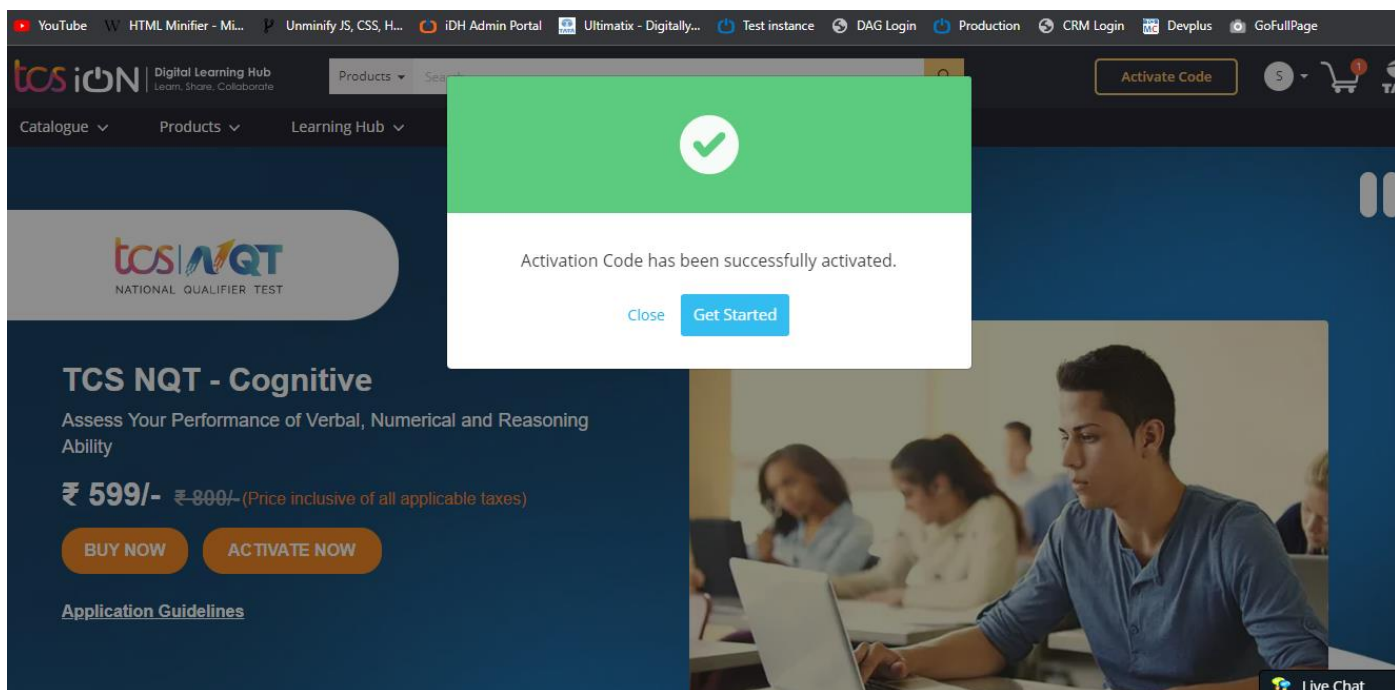 YouTube HTML Minifier - Mi... Unminify JS, CSS, H... iDH Admin Portal Ultimatix - Digitally... Test instance DAG Login Production CRM Login Devplus GoFullPage
tcs iON Digital Learning Hub
Learn, Share, Collaborate
Products
Activate Code
S
1
Catalogue Products Learning Hub
tcs NQT
NATIONAL QUALIFIER TEST
Activation Code has been successfully activated.
Close Get Started
TCS NQT - Cognitive
Assess Your Performance of Verbal, Numerical and Reasoning
Ability
₹ 599/- ₹ 800/- (Price inclusive of all applicable taxes)
BUY NOW ACTIVATE NOW
Application Guidelines
Live Chat